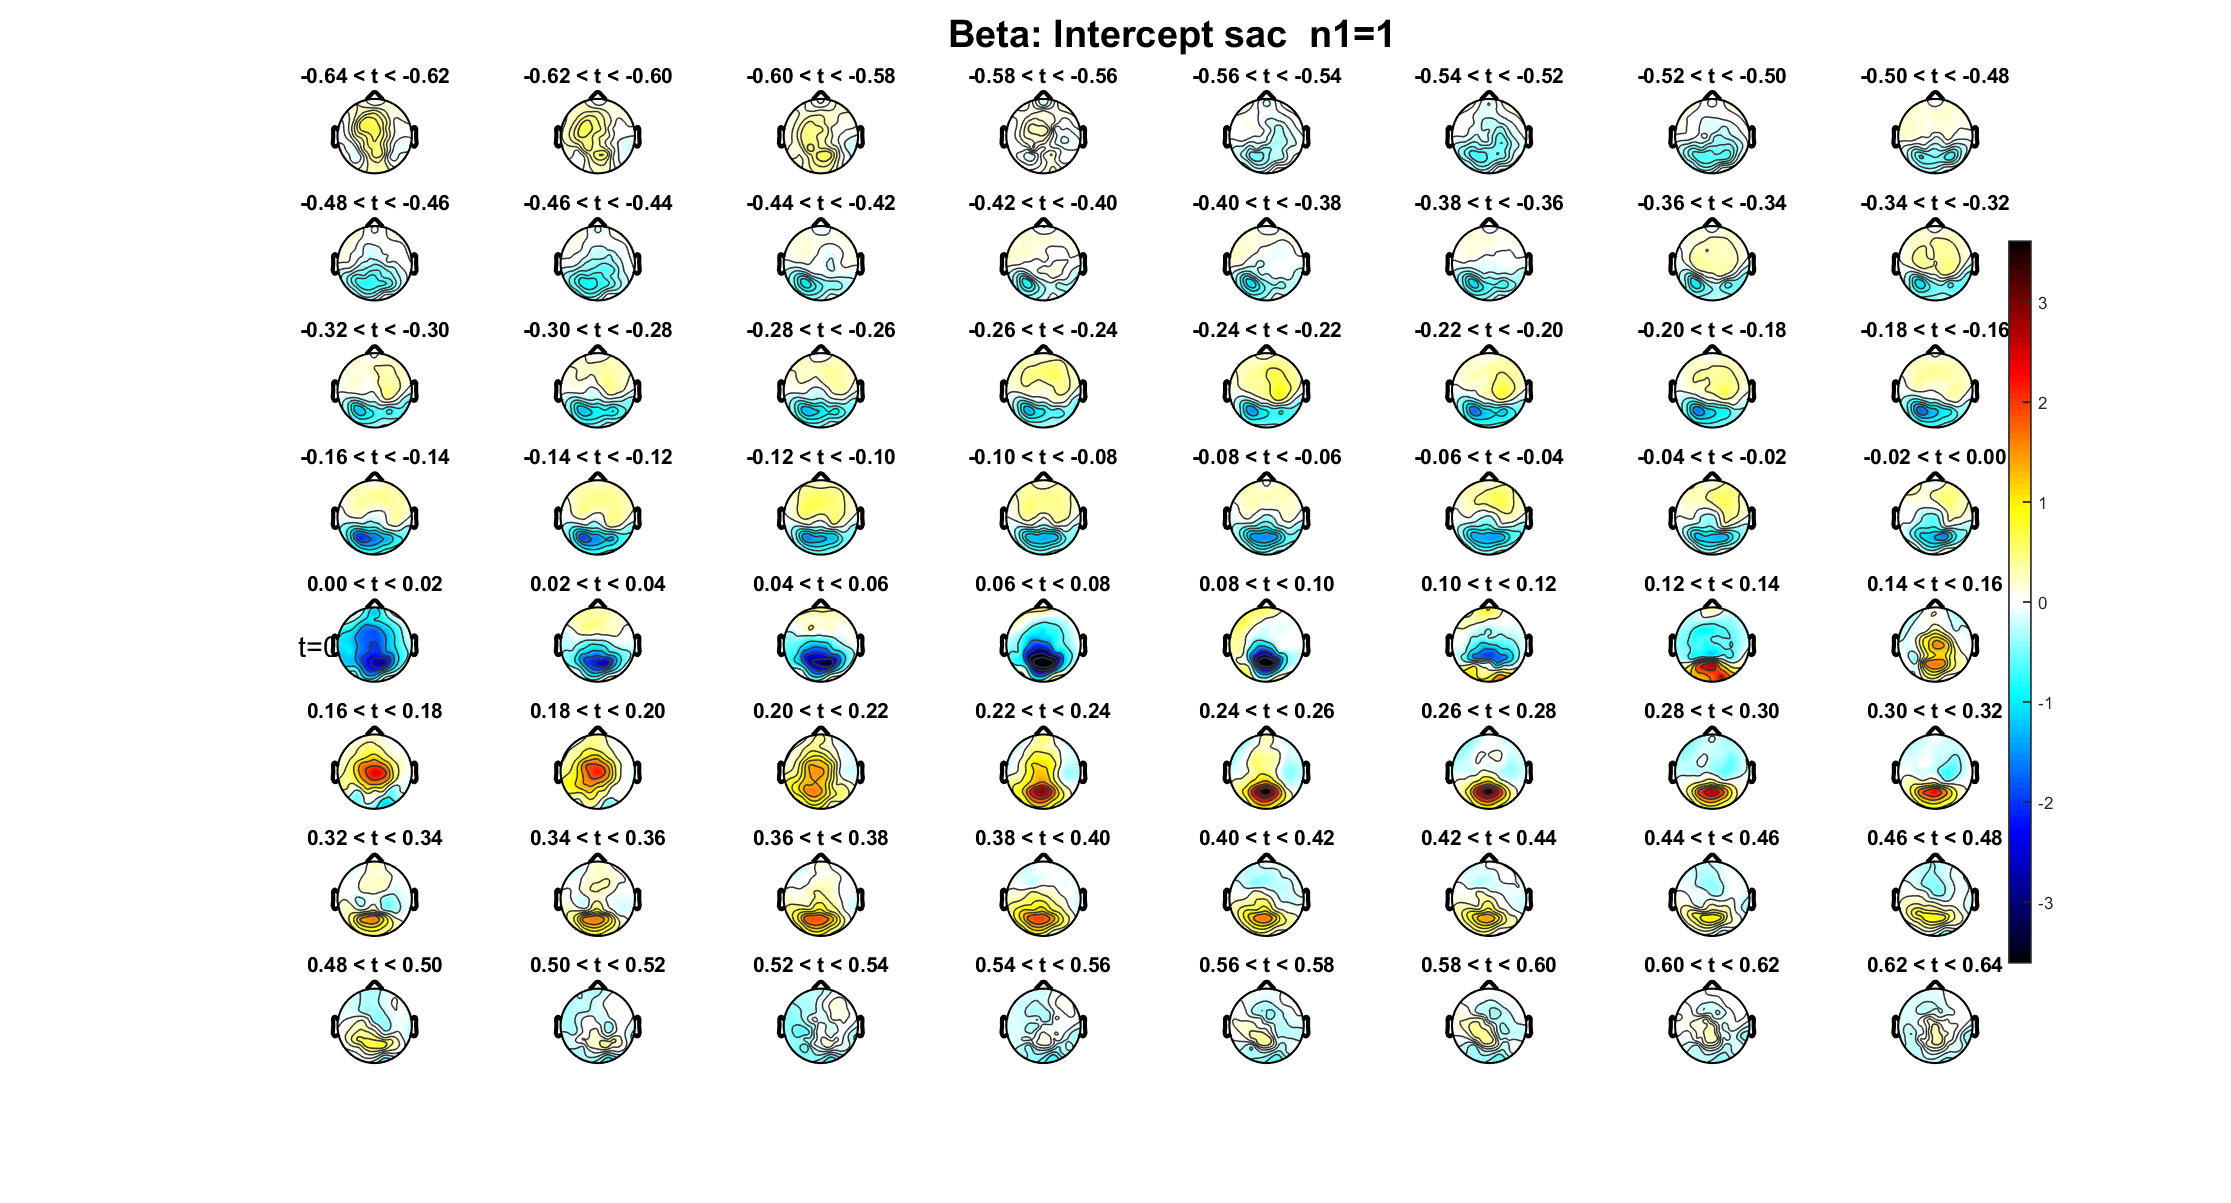 Beta: Intercept sac  n1=1
-0.64 < t < -0.62 -0.62 < t < -0.60 -0.60 < t < -0.58 -0.58 < t < -0.56 -0.56 < t < -0.54 -0.54 < t < -0.52 -0.52 < t < -0.50 -0.50 < t < -0.48
-0.48 < t < -0.46 -0.46 < t < -0.44 -0.44 < t < -0.42 -0.42 < t < -0.40 -0.40 < t < -0.38 -0.38 < t < -0.36 -0.36 < t < -0.34 -0.34 < t < -0.32
3
-0.32 < t < -0.30 -0.30 < t < -0.28 -0.28 < t < -0.26 -0.26 < t < -0.24 -0.24 < t < -0.22 -0.22 < t < -0.20 -0.20 < t < -0.18 -0.18 < t < -0.16
2
-0.16 < t < -0.14 -0.14 < t < -0.12 -0.12 < t < -0.10 -0.10 < t < -0.08 -0.08 < t < -0.06 -0.06 < t < -0.04 -0.04 < t < -0.02 -0.02 < t < 0.00
1
0.00 < t < 0.02 0.02 < t < 0.04 0.04 < t < 0.06 0.06 < t < 0.08 0.08 < t < 0.10 0.10 < t < 0.12 0.12 < t < 0.14 0.14 < t < 0.16
0
t=0
-1
0.16 < t < 0.18 0.18 < t < 0.20 0.20 < t < 0.22 0.22 < t < 0.24 0.24 < t < 0.26 0.26 < t < 0.28 0.28 < t < 0.30 0.30 < t < 0.32
-2
0.32 < t < 0.34 0.34 < t < 0.36 0.36 < t < 0.38 0.38 < t < 0.40 0.40 < t < 0.42 0.42 < t < 0.44 0.44 < t < 0.46 0.46 < t < 0.48
-3
0.48 < t < 0.50 0.50 < t < 0.52 0.52 < t < 0.54 0.54 < t < 0.56 0.56 < t < 0.58 0.58 < t < 0.60 0.60 < t < 0.62 0.62 < t < 0.64